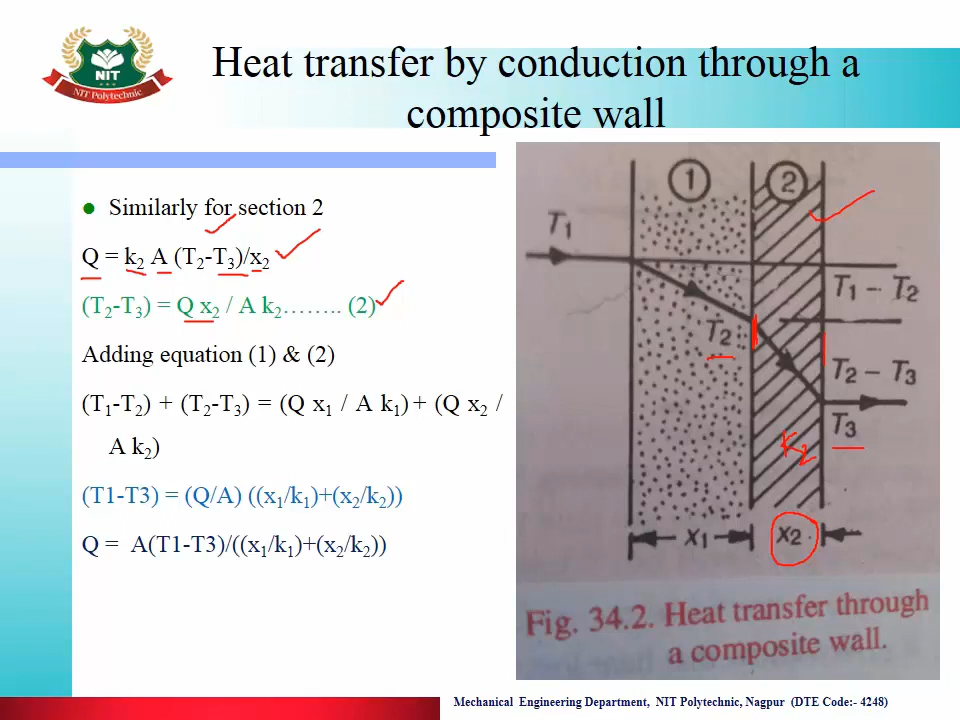 NIT
NIT Polytechnic
Heat transfer by conduction through a
composite wall
Similarly for section 2
Q = k₂ A (T₂-T₃)/x₂
(T₂-T₃) = Q x₂ / A k₂…….. (2)
Adding equation (1) & (2)
(T₁-T₂) + (T₂-T₃) = (Q x₁ / A k₁) + (Q x₂ /
A k₂)
(T1-T3) = (Q/A) ((x₁/k₁)+(x₂/k₂))
Q = A(T1-T3)/((x₁/k₁)+(x₂/k₂))
1
2
T₁
T₁ – T₂
T₂
T₂ – T₃
T₃
K₂
x₁
x₂
Fig. 34.2. Heat transfer through
a composite wall.
Mechanical Engineering Department, NIT Polytechnic, Nagpur (DTE Code:- 4248)